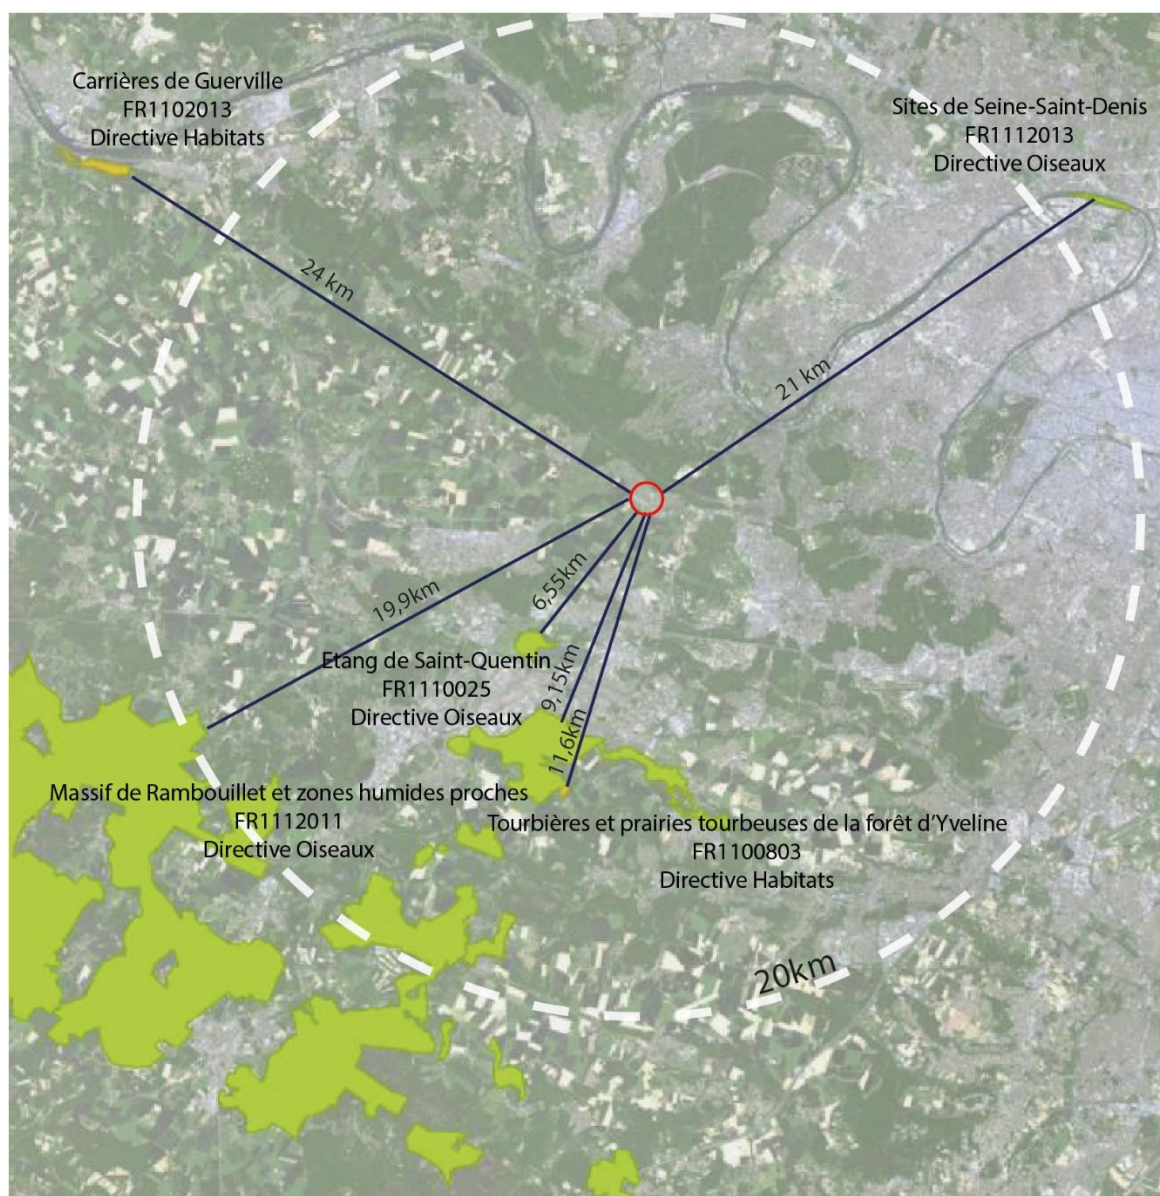 Carrières de Guerville
FR1102013
Directive Habitats
Sites de Seine-Saint-Denis
FR1112013
Directive Oiseaux
24 km
21 km
19,9km
6,55km
9,15km
11,6km
Etang de Saint-Quentin
FR1110025
Directive Oiseaux
Massif de Rambouillet et zones humides proches
FR1112011
Directive Oiseaux
Tourbières et prairies tourbeuses de la forêt d'Yveline
FR1100803
Directive Habitats
20km